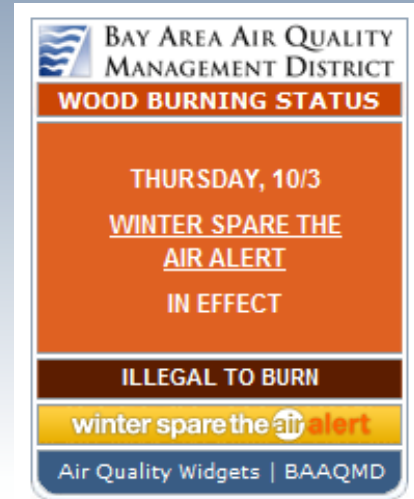 BAY AREA AIR QUALITY
MANAGEMENT DISTRICT
WOOD BURNING STATUS
THURSDAY, 10/3
WINTER SPARE THE
AIR ALERT
IN EFFECT
ILLEGAL TO BURN
winter spare the air alert
Air Quality Widgets | BAAQMD